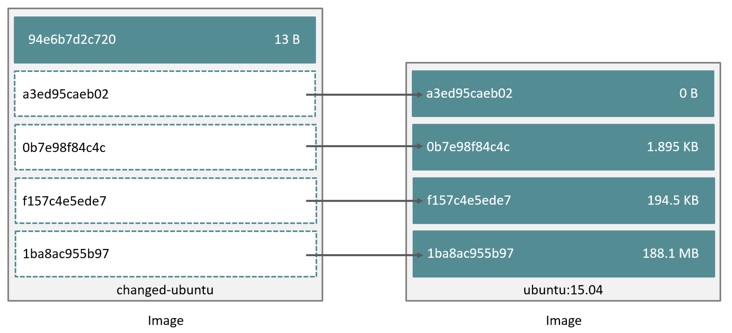 94e6b7d2c720 13 B
a3ed95caeb02
0b7e98f84c4c
f157c4e5ede7
1ba8ac955b97
changed-ubuntu
Image
a3ed95caeb02 0 B
0b7e98f84c4c 1.895 KB
f157c4e5ede7 194.5 KB
1ba8ac955b97 188.1 MB
ubuntu:15.04
Image